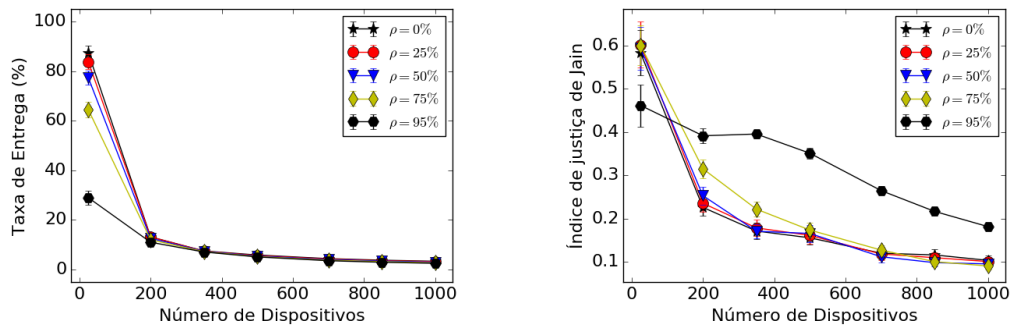 Taxa de Entrega (%)
100
80
60
40
20
0
ρ = 0%
ρ = 25%
ρ = 50%
ρ = 75%
ρ = 95%
0 200 400 600 800 1000
Número de Dispositivos
Índice de justiça de Jain
0.6
0.5
0.4
0.3
0.2
0.1
ρ = 0%
ρ = 25%
ρ = 50%
ρ = 75%
ρ = 95%
0 200 400 600 800 1000
Número de Dispositivos